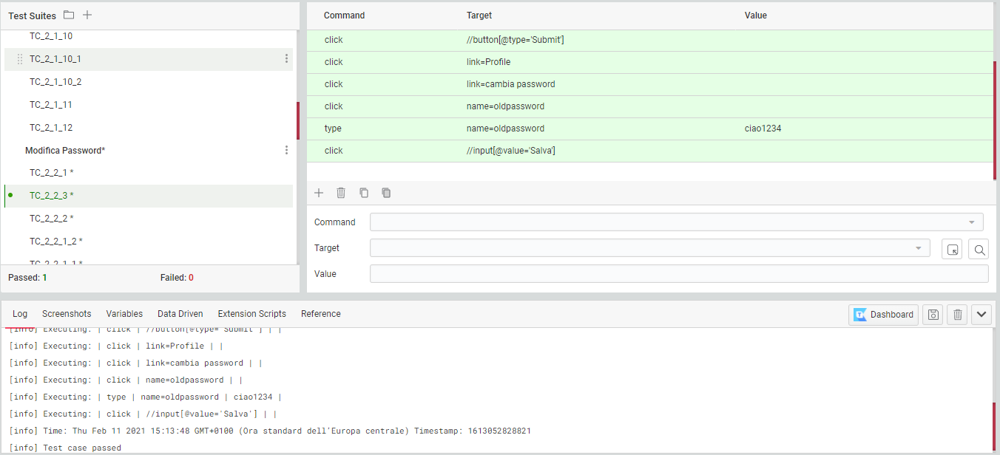 Test Suites
TC_2_1_10
TC_2_1_10_1
TC_2_1_10_2
TC_2_1_11
TC_2_1_12
Modifica Password*
TC_2_2_1 *
TC_2_2_3 *
TC_2_2_2 *
TC_2_2_1_2 *
TC_2_2_1_1 *
Passed: 1 Failed: 0
Command Target Value
click //button[@type='Submit']
click link=Profile
click link=cambia password
click name=oldpassword
type name=oldpassword ciao1234
click //input[@value='Salva']
Command
Target
Value
Log Screenshots Variables Data Driven Extension Scripts Reference Dashboard
[info] Executing: | click | //button[@type='Submit'] | |
[info] Executing: | click | link=Profile | |
[info] Executing: | click | link=cambia password | |
[info] Executing: | click | name=oldpassword | |
[info] Executing: | type | name=oldpassword | ciao1234 |
[info] Executing: | click | //input[@value='Salva'] | |
[info] Time: Thu Feb 11 2021 15:13:48 GMT+0100 (Ora standard dell'Europa centrale) Timestamp: 1613052828821
[info] Test case passed